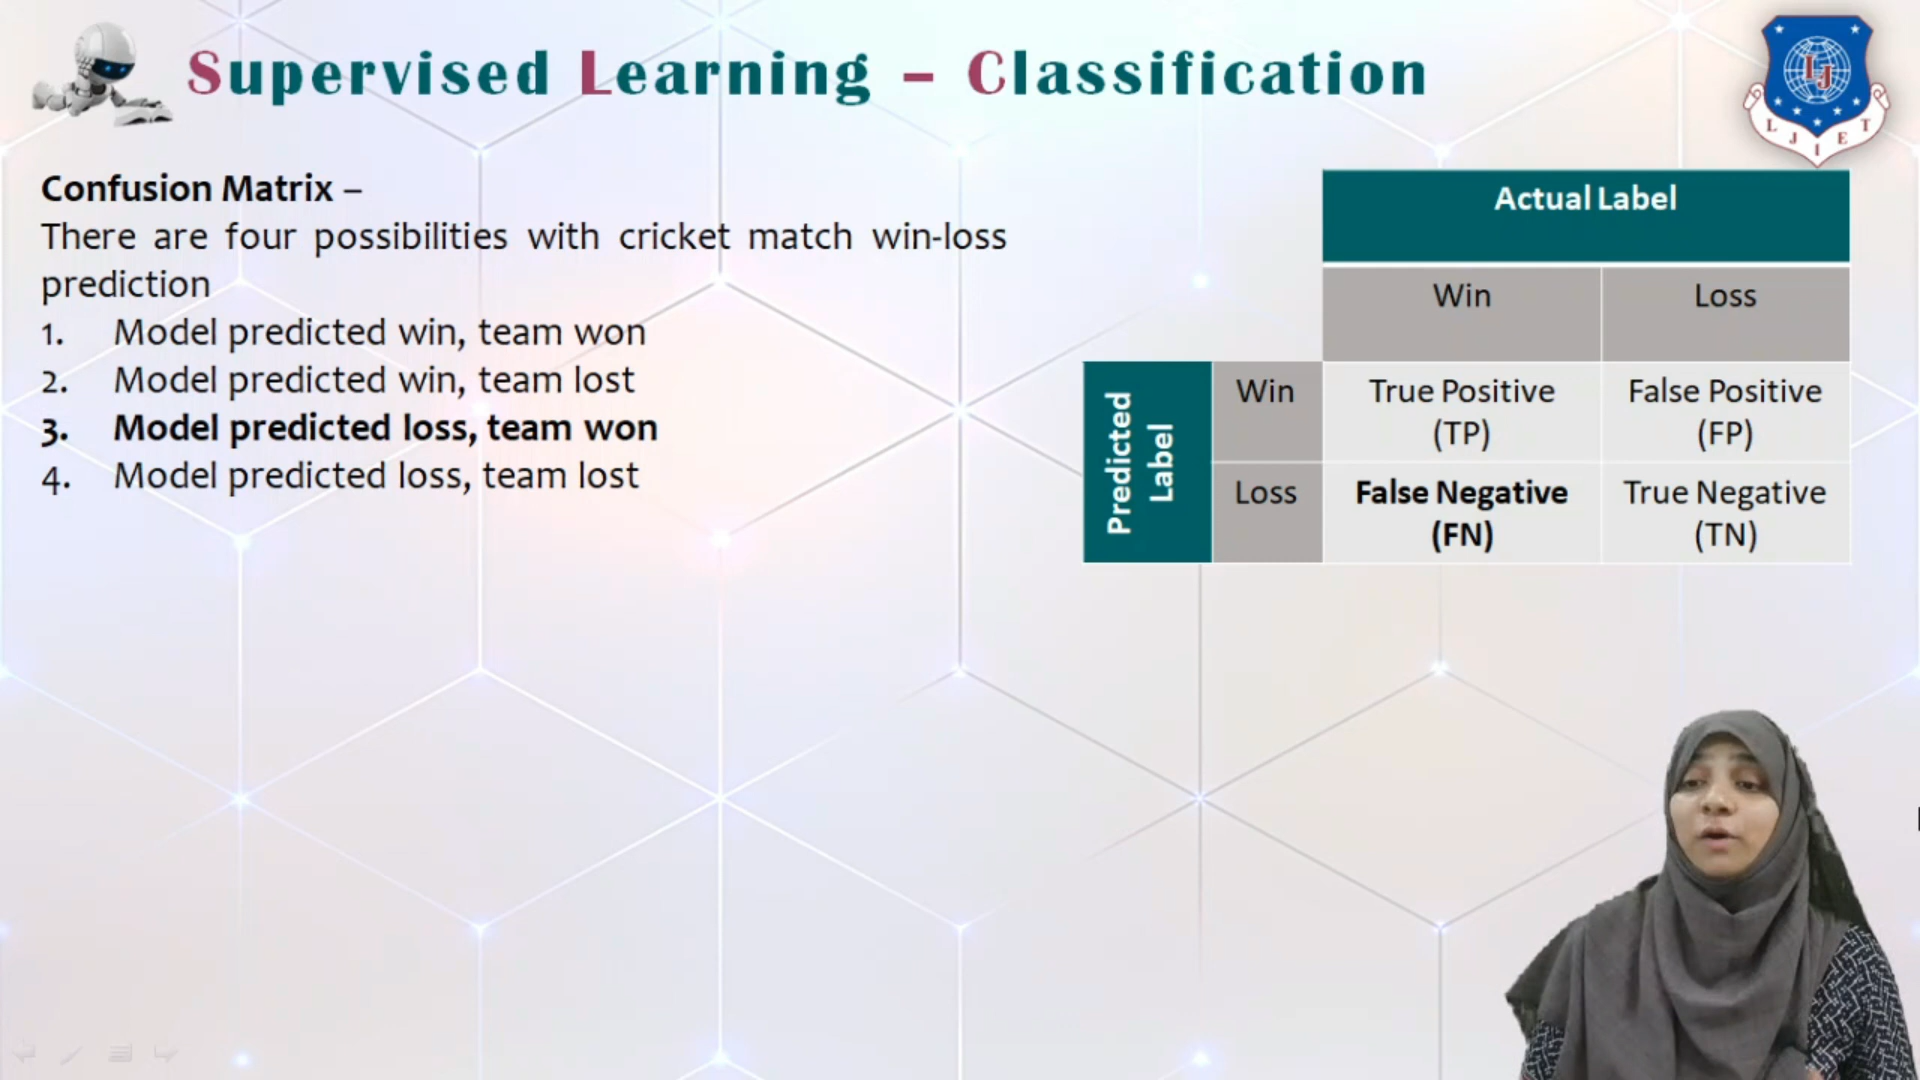 Supervised Learning – Classification
LJ
L J I E T
Confusion Matrix –
There are four possibilities with cricket match win-loss
prediction
1. Model predicted win, team won
2. Model predicted win, team lost
3. Model predicted loss, team won
4. Model predicted loss, team lost
Actual Label
Win Loss
Predicted
Label
Win True Positive (TP) False Positive (FP)
Loss False Negative (FN) True Negative (TN)